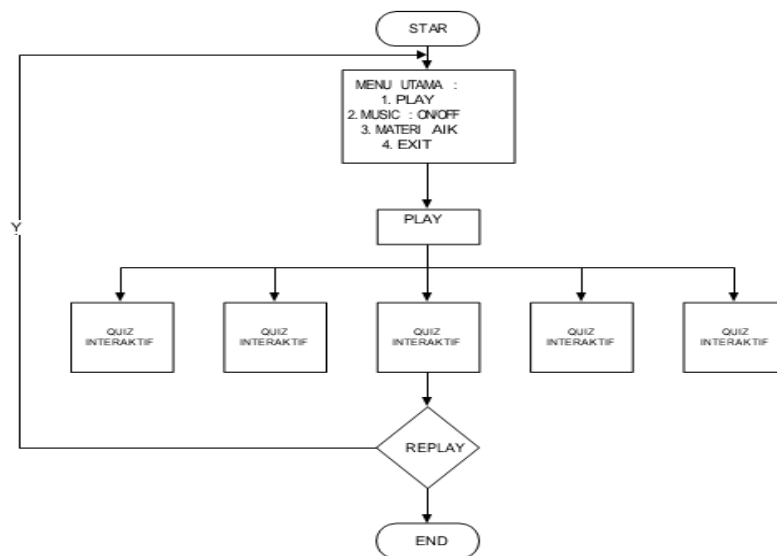 STAR
MENU UTAMA :
1. PLAY
2. MUSIC : ON/OFF
3. MATERI AIK
4. EXIT
Y
PLAY
QUIZ
INTERAKTIF
QUIZ
INTERAKTIF
QUIZ
INTERAKTIF
QUIZ
INTERAKTIF
QUIZ
INTERAKTIF
REPLAY
END